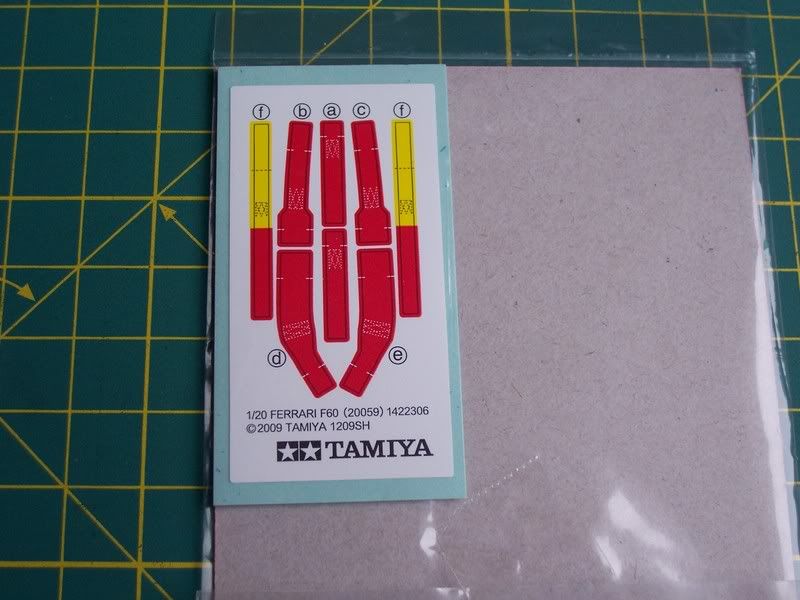 f b a c f
d e
1/20 FERRARI F60 (20059) 1422306
©2009 TAMIYA 1209SH
TAMIYA